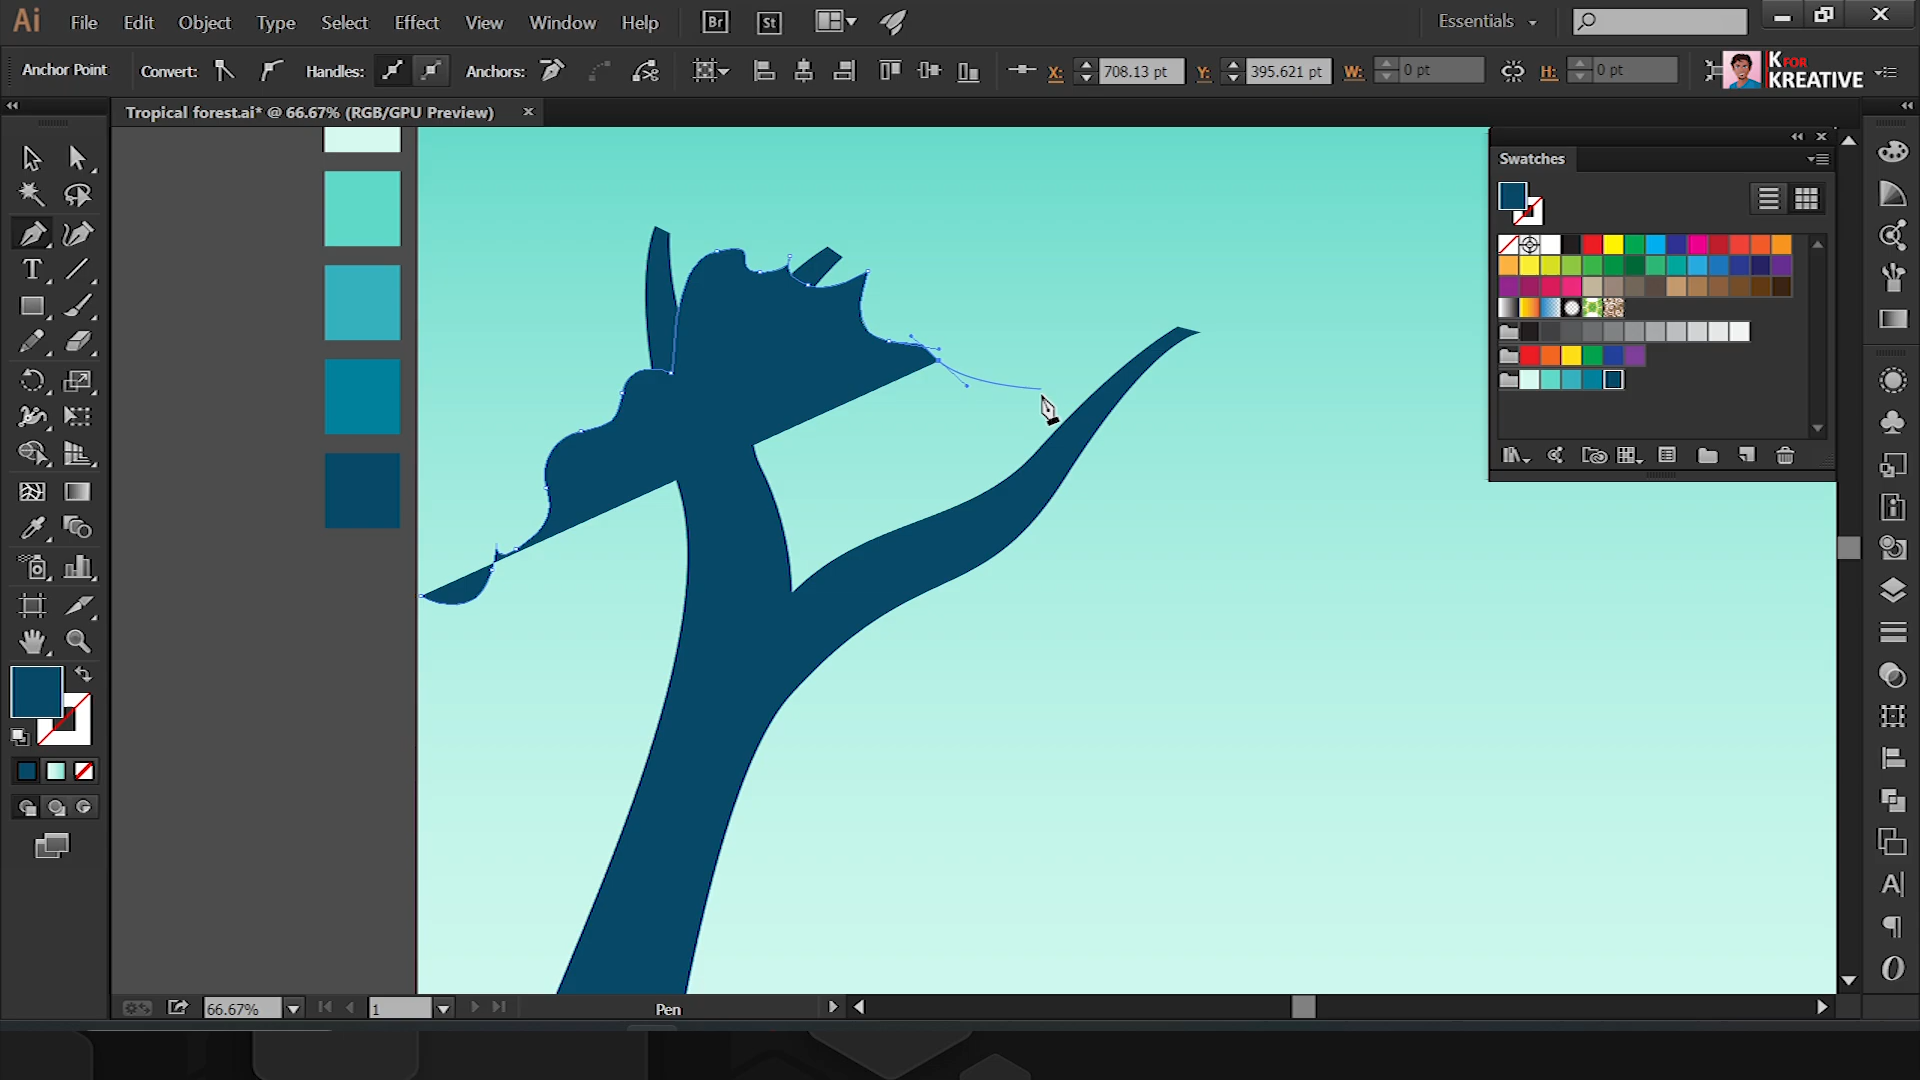 Ai File Edit Object Type Select Effect View Window Help Br St Essentials
Anchor Point Convert: Handles: Anchors: X: 708.13 pt Y: 395.621 pt W: 0 pt H: 0 pt
K FOR
KREATIVE
Tropical forest.ai* @ 66.67% (RGB/GPU Preview)
Swatches
66.67% 1 Pen